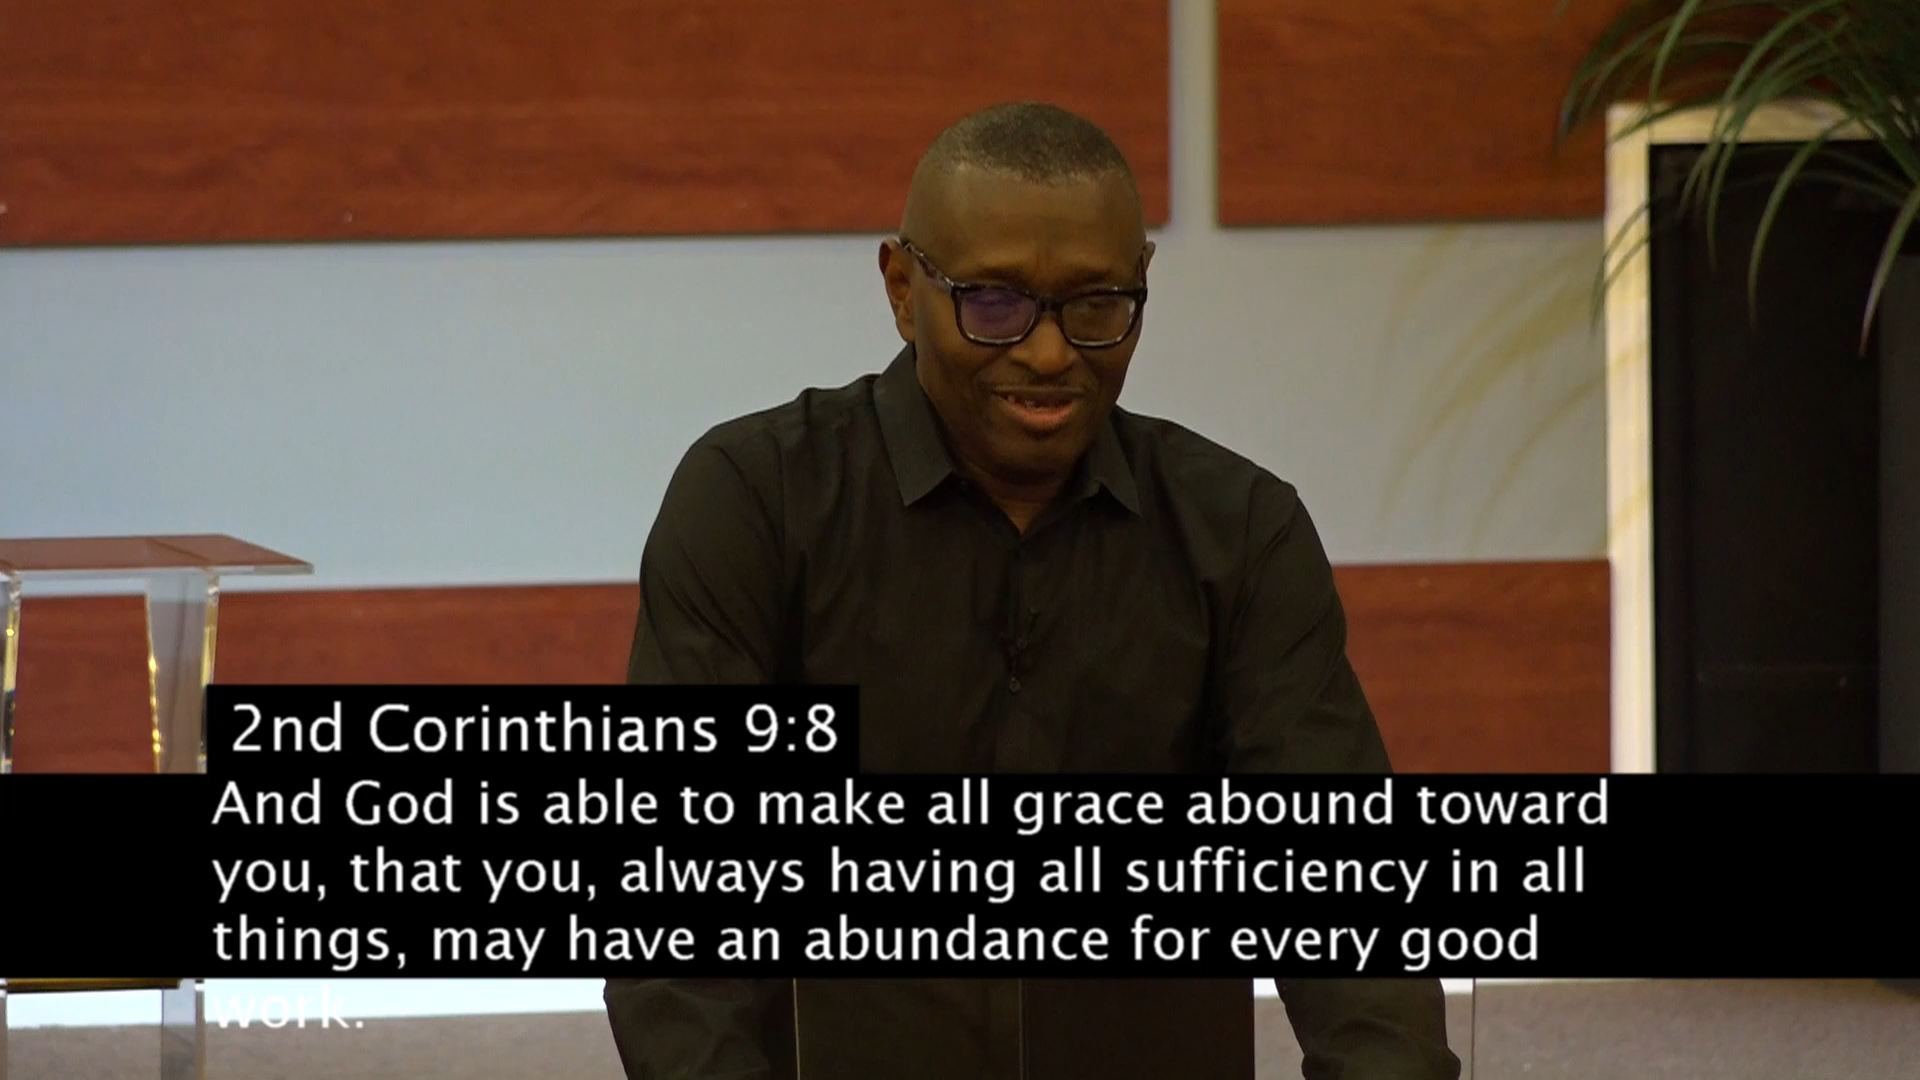 2nd Corinthians 9:8
And God is able to make all grace abound toward
you, that you, always having all sufficiency in all
things, may have an abundance for every good
work.